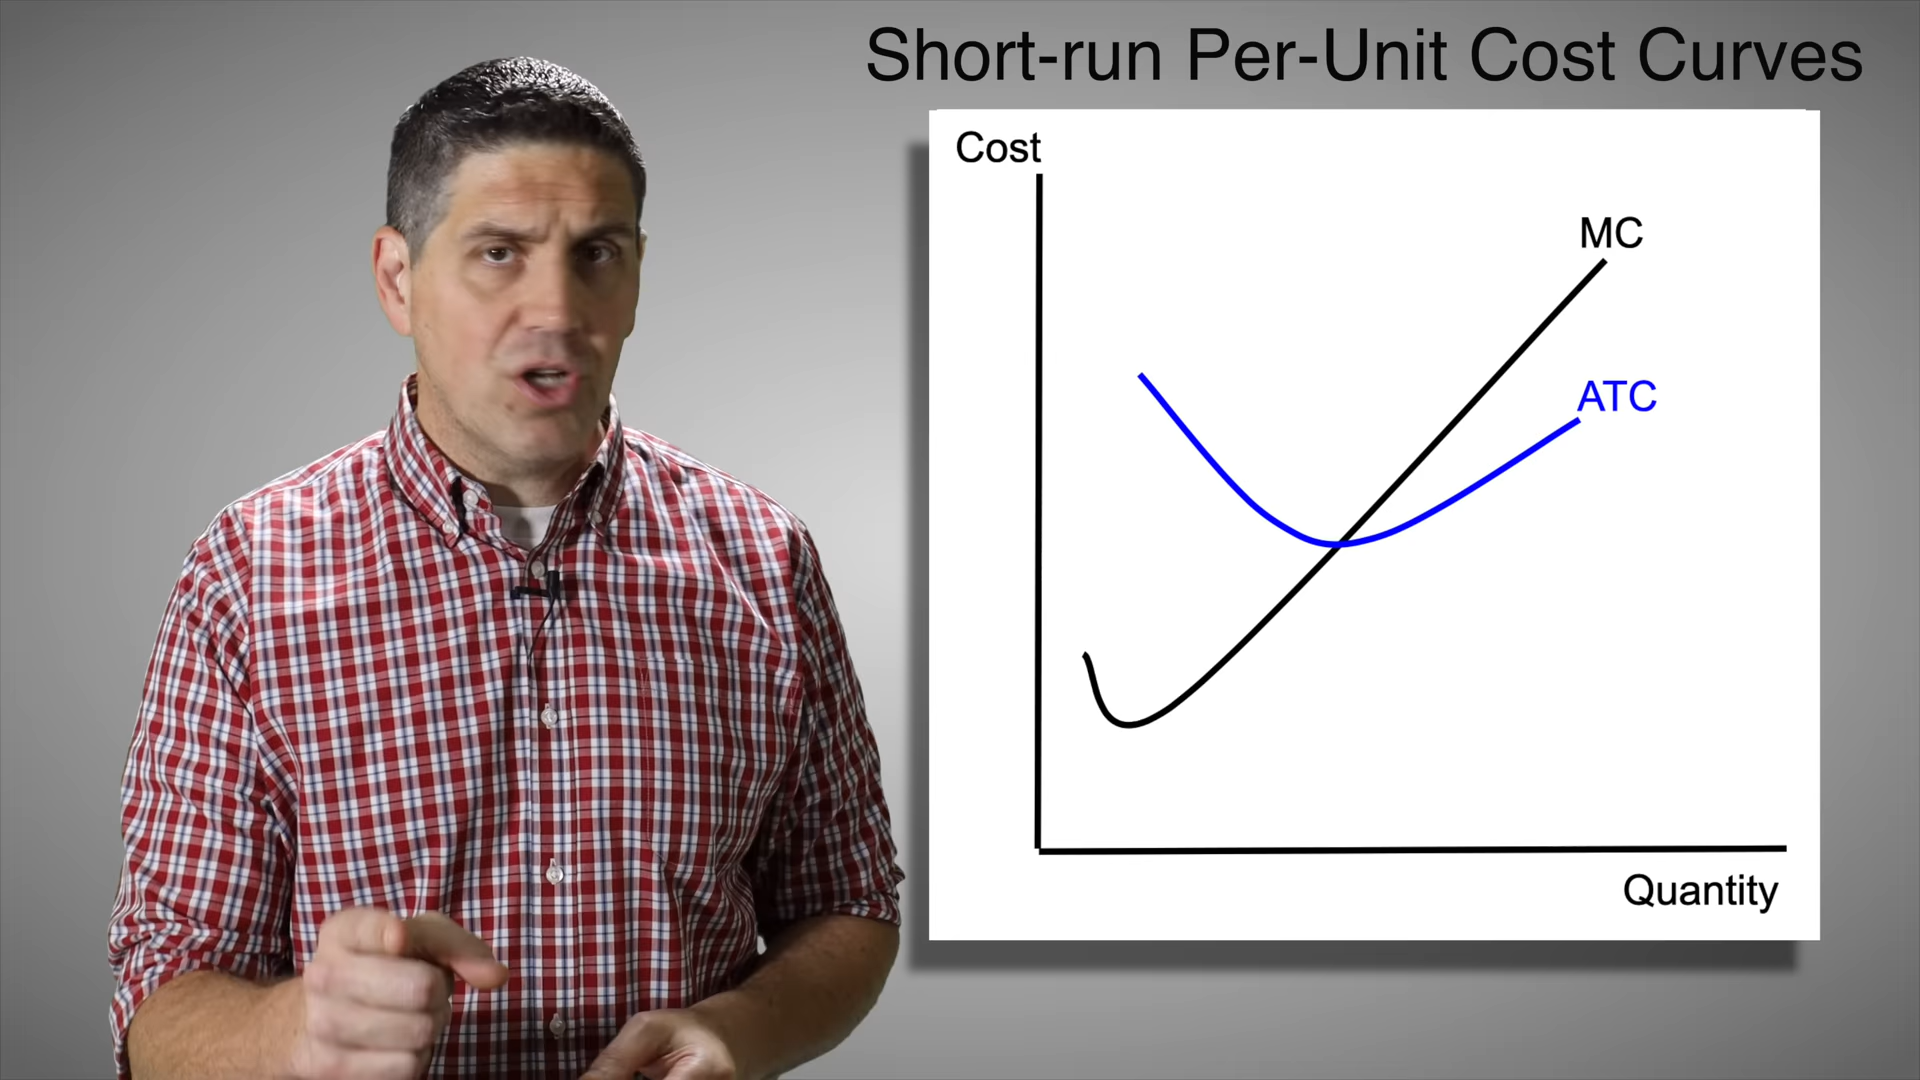 Short-run Per-Unit Cost Curves
Cost
MC
ATC
Quantity